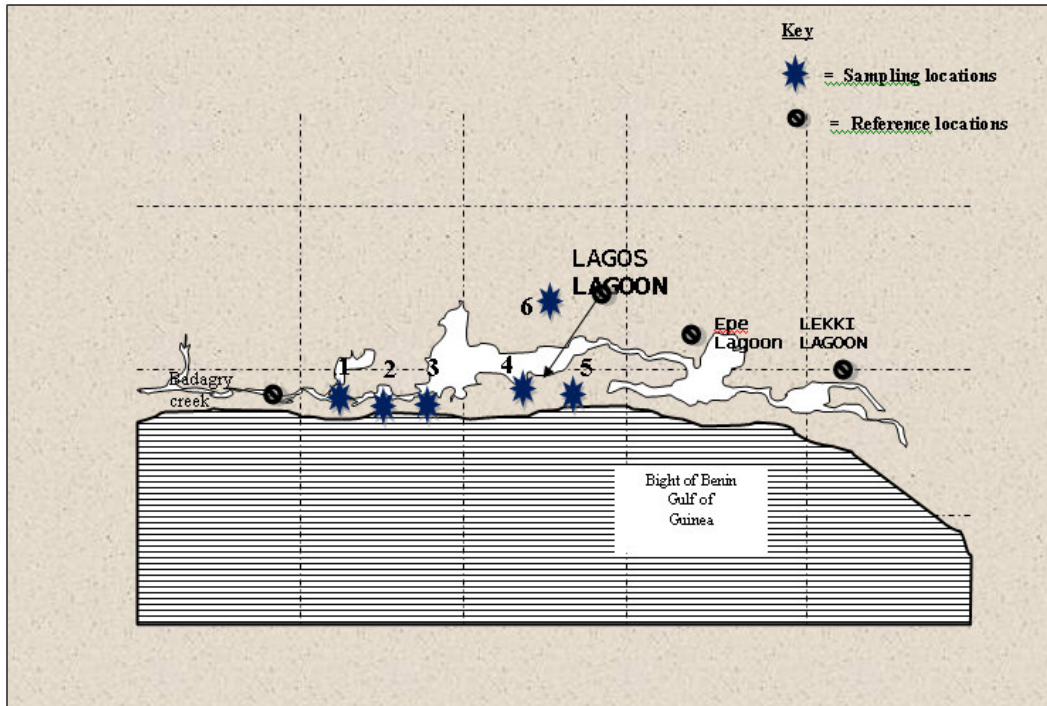 Key
= Sampling locations
= Reference locations
LAGOS
LAGOON
6
Epe
Lagoon
LEKKI
LAGOON
1
2
3
4
5
Badagry
creek
Bight of Benin
Gulf of
Guinea